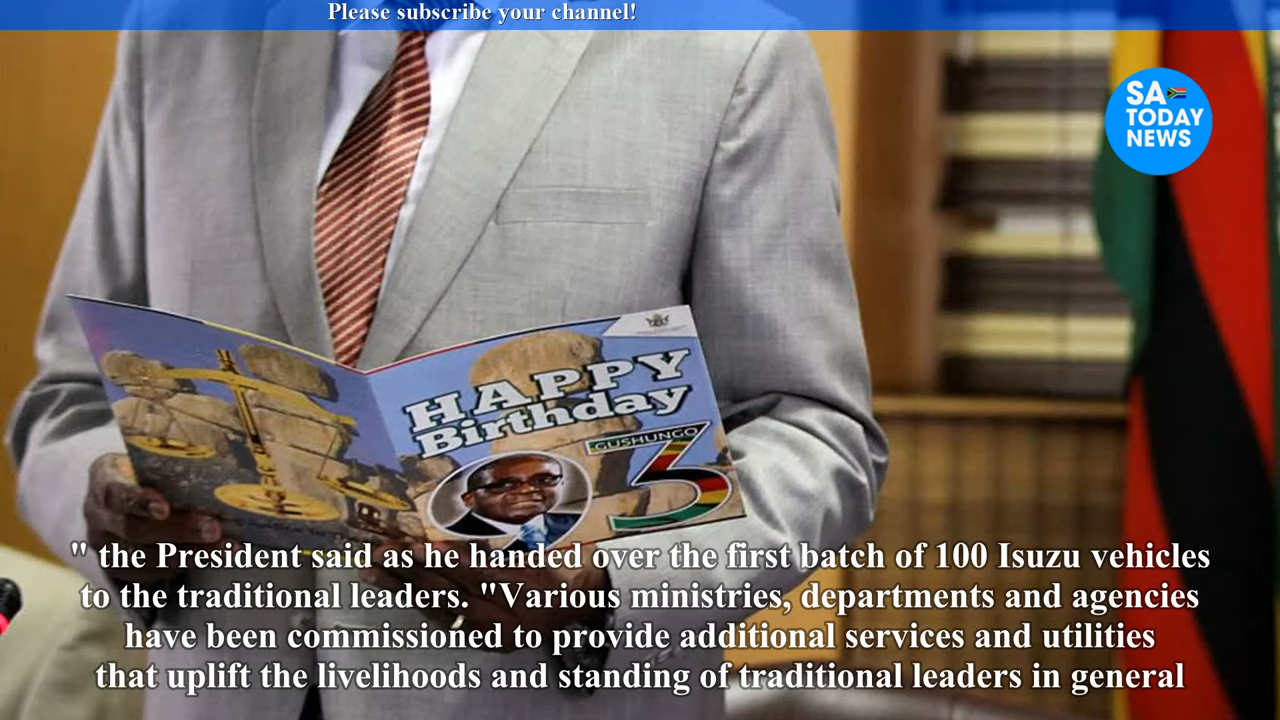 Please subscribe your channel!
SA
TODAY
NEWS
HAPPY
Birthday
GUSHUNGO
3
" the President said as he handed over the first batch of 100 Isuzu vehicles
to the traditional leaders. "Various ministries, departments and agencies
have been commissioned to provide additional services and utilities
that uplift the livelihoods and standing of traditional leaders in general